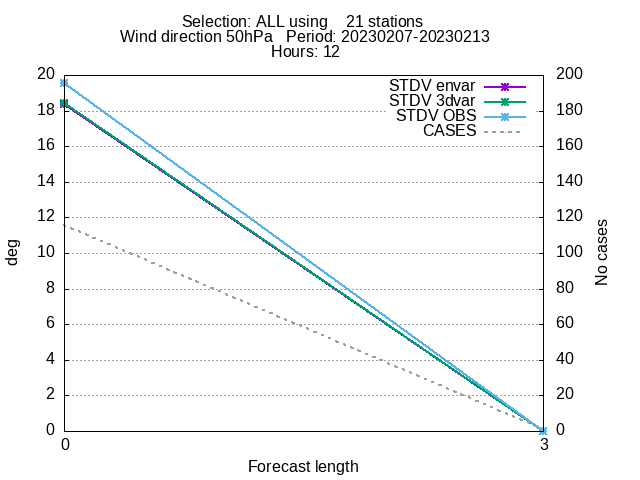 Selection: ALL using    21 stations
Wind direction 50hPa   Period: 20230207-20230213
Hours: 12
20 200
STDV envar
18 180
STDV 3dvar
STDV OBS
CASES
16 160
14 140
12 120
10 100
8 80
6 60
4 40
2 20
0 0
deg
No cases
0 3
Forecast length